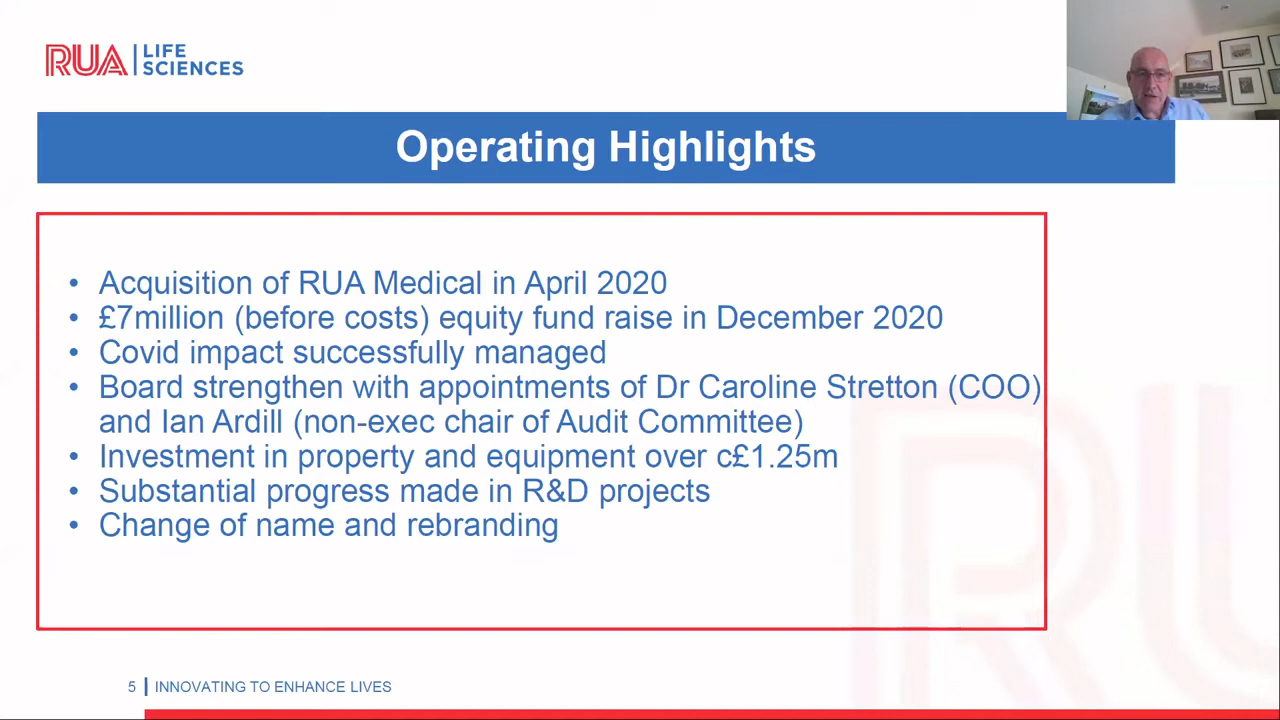 RUA LIFE SCIENCES
Operating Highlights
• Acquisition of RUA Medical in April 2020
• £7million (before costs) equity fund raise in December 2020
• Covid impact successfully managed
• Board strengthen with appointments of Dr Caroline Stretton (COO)
and Ian Ardill (non-exec chair of Audit Committee)
• Investment in property and equipment over c£1.25m
• Substantial progress made in R&D projects
• Change of name and rebranding
RU
5 | INNOVATING TO ENHANCE LIVES